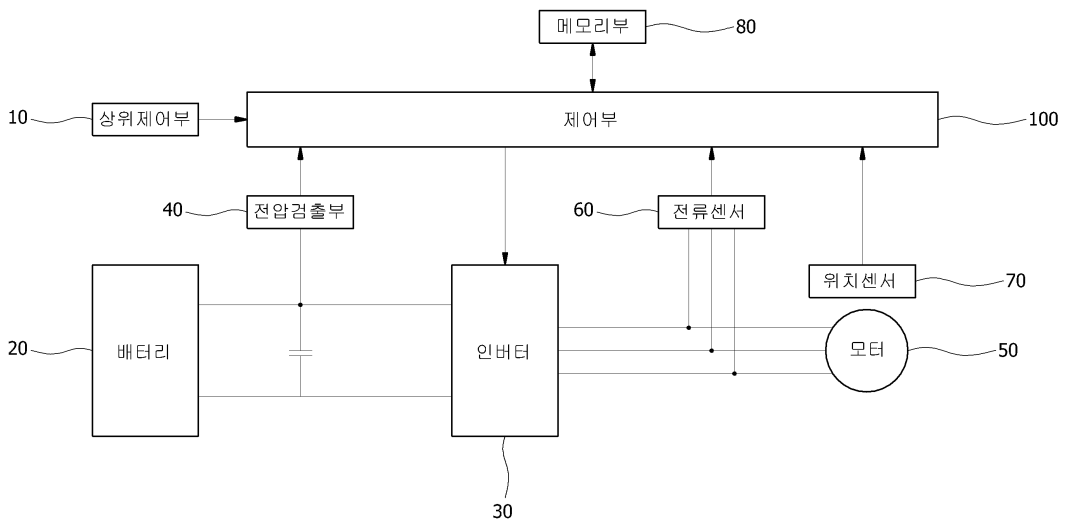 메모리부
80
10
상위제어부
제어부
100
40
전압검출부
60
전류센서
위치센서
70
20
배터리
인버터
모터
50
30